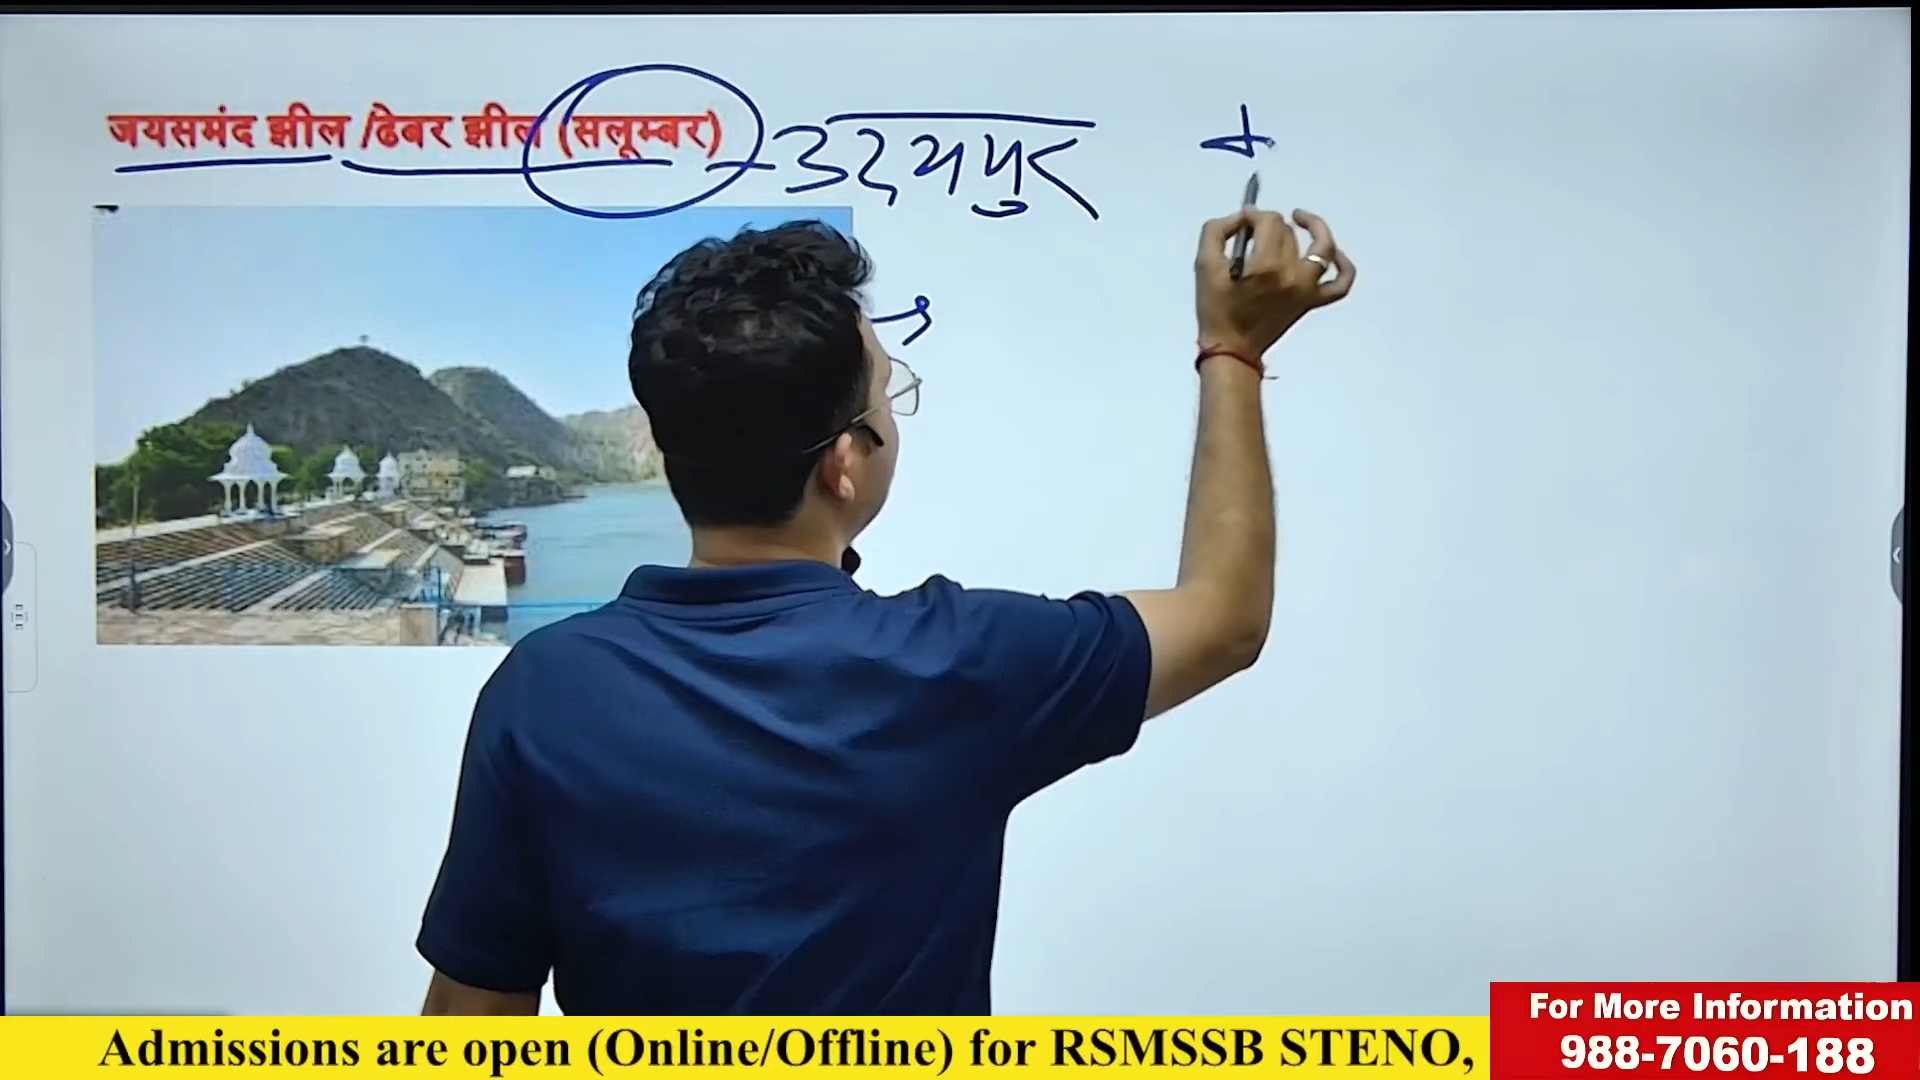 जयसमंद झील /ढेबर झील (सलूम्बर)
उदयपुर
Admissions are open (Online/Offline) for RSMSSB STENO,
For More Information
988-7060-188